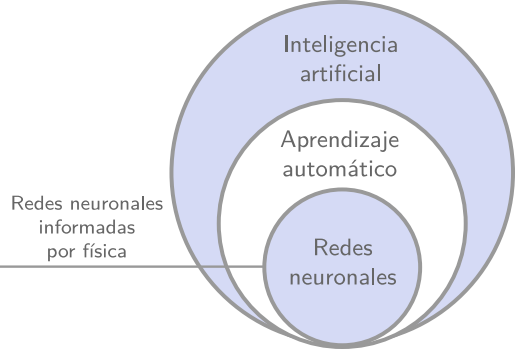 Inteligencia
artificial
Aprendizaje
automático
Redes neuronales
informadas
por física
Redes
neuronales